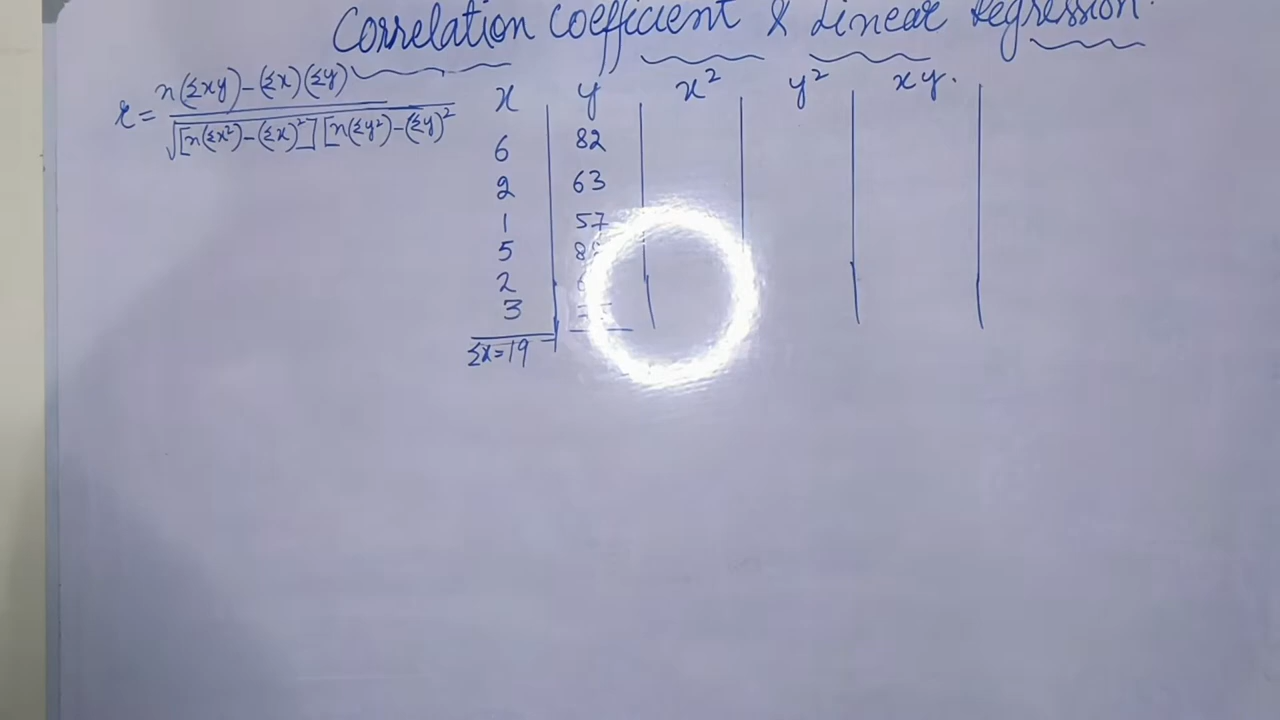 Correlation Coefficient & Linear Regression.
r = n(Σxy)-(Σx)(Σy) / √[n(Σx²)-(Σx)²][n(Σy²)-(Σy)²
x y x² y² xy.
6 82
2 63
1 57
5
2
3
Σx=19